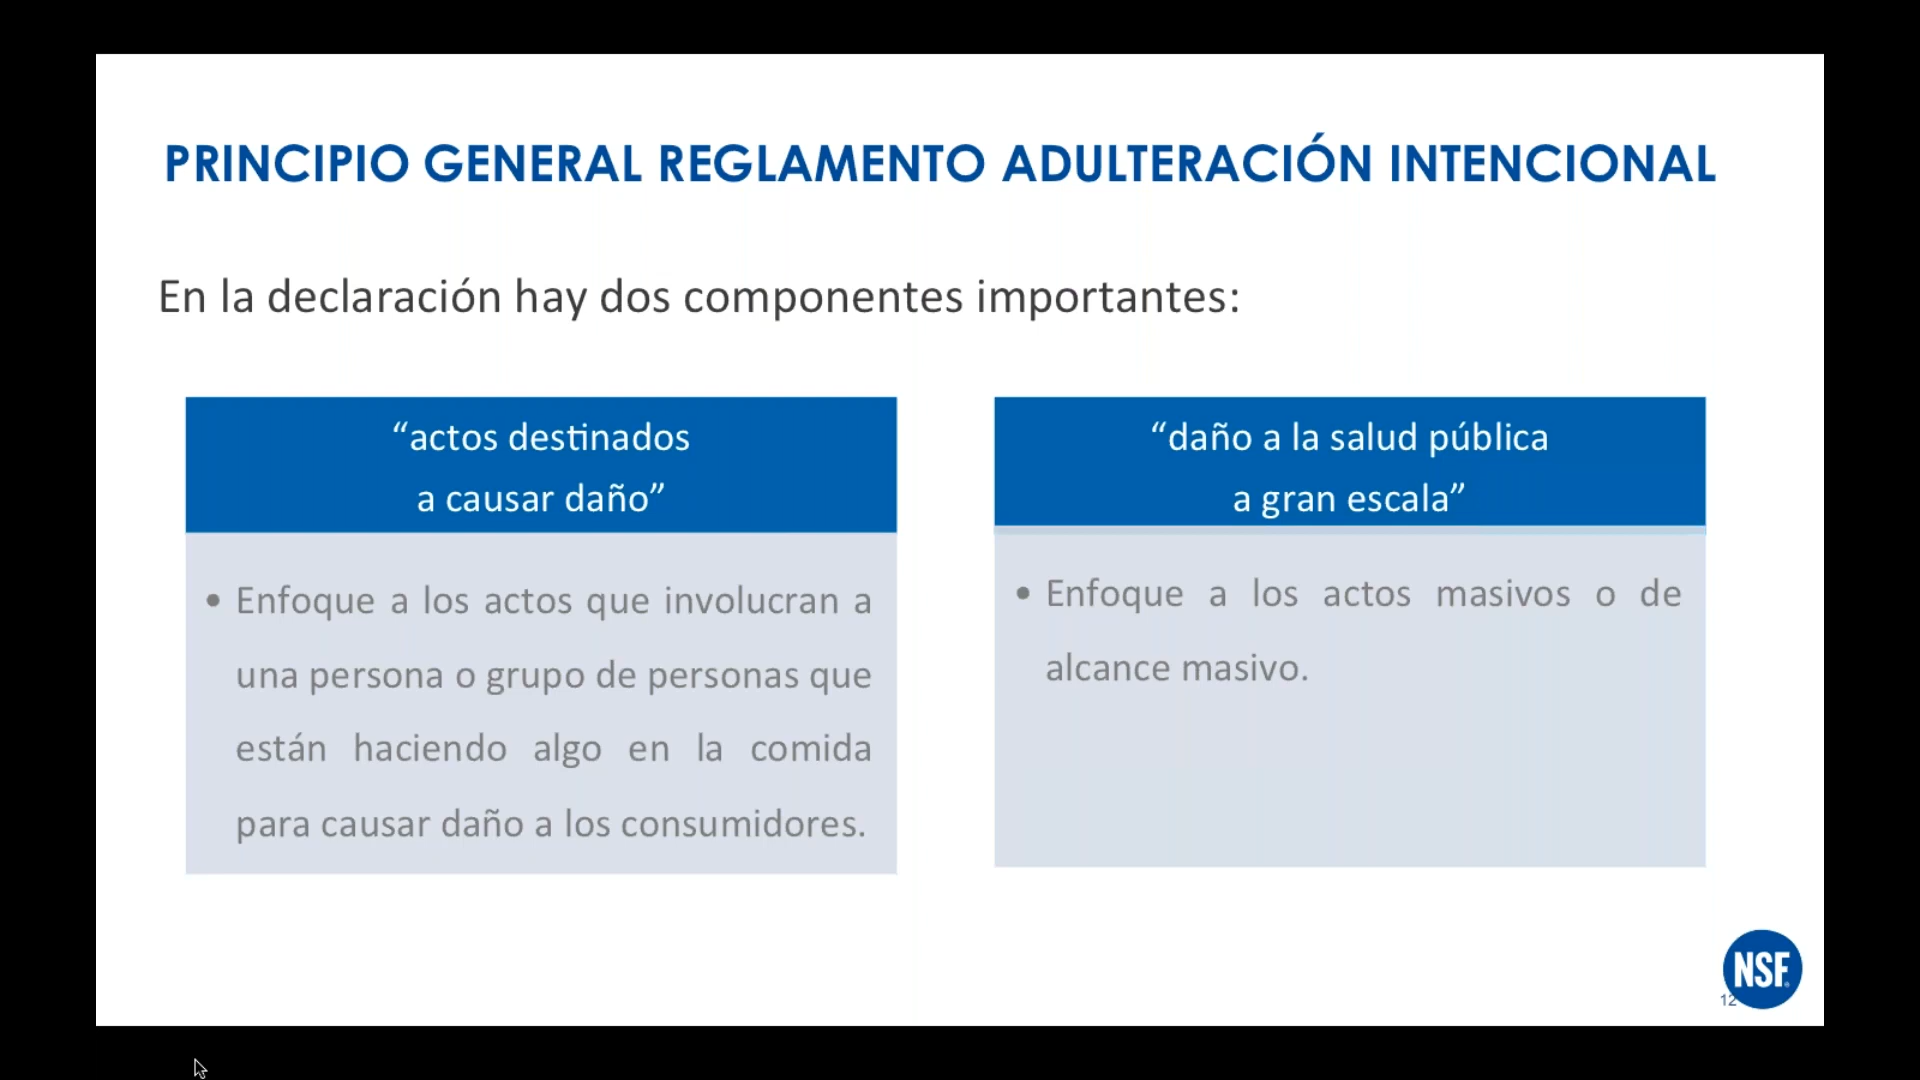 PRINCIPIO GENERAL REGLAMENTO ADULTERACIÓN INTENCIONAL
En la declaración hay dos componentes importantes:
“actos destinados
a causar daño”
• Enfoque a los actos que involucran a
una persona o grupo de personas que
están haciendo algo en la comida
para causar daño a los consumidores.
“daño a la salud pública
a gran escala”
• Enfoque a los actos masivos o de
alcance masivo.
NSF
12